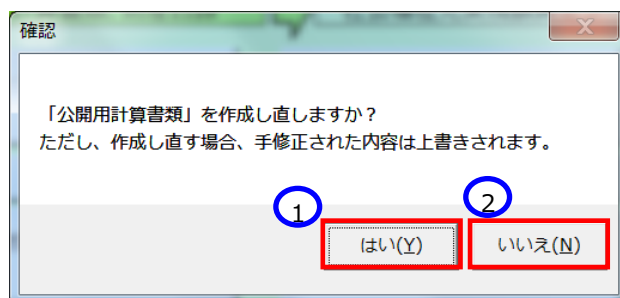 確認
X
「公開用計算書類」を作成し直しますか？
ただし、作成し直す場合、手修正された内容は上書きされます。
1
2
はい(Y)
いいえ(N)